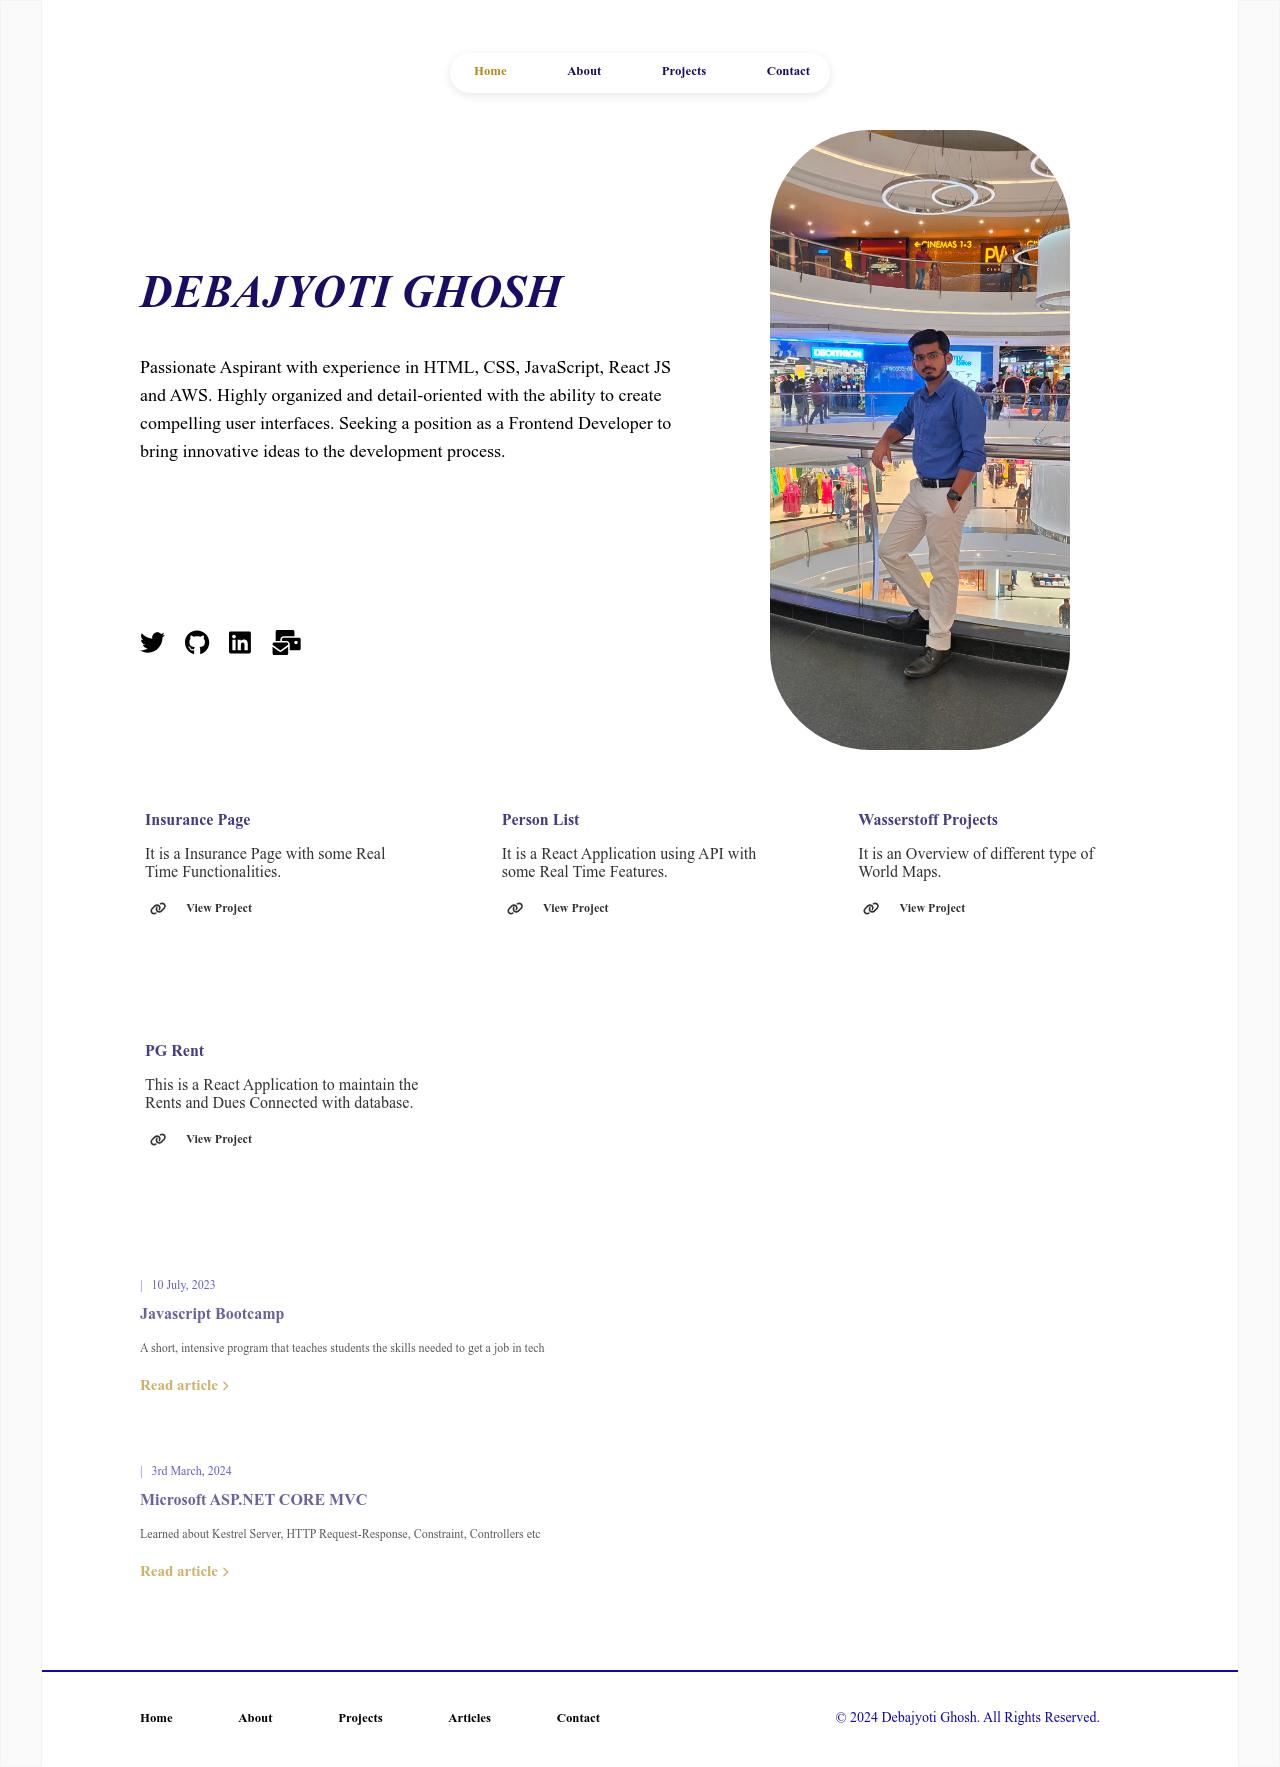 Home About Projects Contact
←CINEMAS 1-3
DEBAJYOTI GHOSH
DECATHLON
Passionate Aspirant with experience in HTML, CSS, JavaScript, React JS
and AWS. Highly organized and detail-oriented with the ability to create
compelling user interfaces. Seeking a position as a Frontend Developer to
bring innovative ideas to the development process.
Insurance Page
It is a Insurance Page with some Real
Time Functionalities.
View Project
Person List
It is a React Application using API with
some Real Time Features.
View Project
Wasserstoff Projects
It is an Overview of different type of
World Maps.
View Project
PG Rent
This is a React Application to maintain the
Rents and Dues Connected with database.
View Project
| 10 July, 2023
Javascript Bootcamp
A short, intensive program that teaches students the skills needed to get a job in tech
Read article >
| 3rd March, 2024
Microsoft ASP.NET CORE MVC
Learned about Kestrel Server, HTTP Request-Response, Constraint, Controllers etc
Read article >
Home About Projects Articles Contact
© 2024 Debajyoti Ghosh. All Rights Reserved.